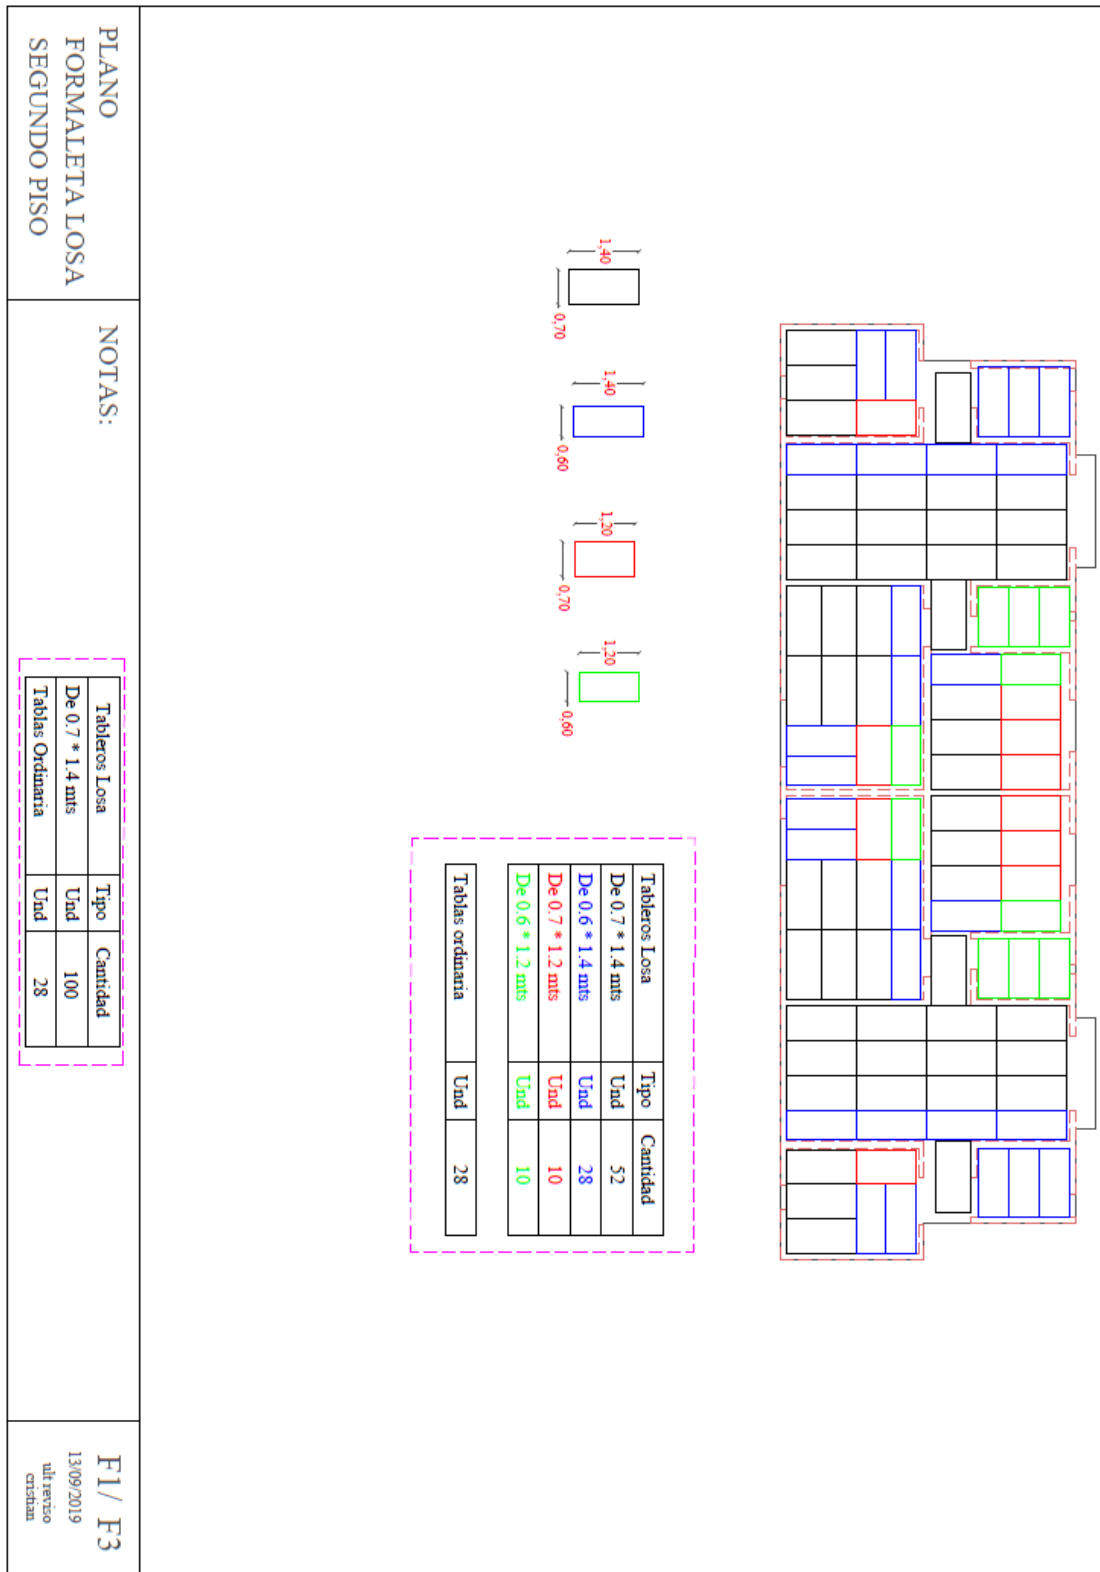 PLANO
FORMALETA LOSA
SEGUNDO PISO
NOTAS:
Tableros Losa Tipo Cantidad
De 0.7 * 1.4 mts Und 100
Tablas Ordinaria Und 28
F1/ F3
13/09/2019
ult reviso
cristian
1,40
0,70
1,40
0,60
1,20
0,70
1,20
0,60
Tableros Losa Tipo Cantidad
De 0.7 * 1.4 mts Und 52
De 0.6 * 1.4 mts Und 28
De 0.7 * 1.2 mts Und 10
De 0.6 * 1.2 mts Und 10
Tablas ordinaria Und 28